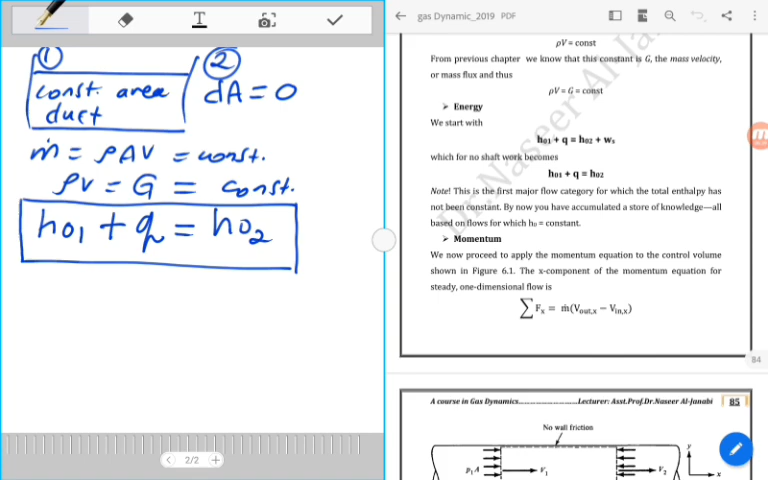 gas Dynamic_2019 PDF
1
2
const. area
duct
dA = 0
ṁ = ρAV = const.
ρV = G = const.
h01 + q = h02
2/2
ρV = const
From previous chapter we know that this constant is G, the mass velocity,
or mass flux and thus
ρV = G = const
➢ Energy
We start with
h01 + q = h02 + ws
which for no shaft work becomes
h01 + q = h02
Note! This is the first major flow category for which the total enthalpy has
not been constant. By now you have accumulated a store of knowledge—all
based on flows for which h0 = constant.
➢ Momentum
We now proceed to apply the momentum equation to the control volume
shown in Figure 6.1. The x-component of the momentum equation for
steady, one-dimensional flow is
∑ Fx = ṁ(Vout,x − Vin,x)
84
A course in Gas Dynamics…………………Lecturer: Asst.Prof.Dr.Naseer Al-Janabi 85
No wall friction
P1A
V1
V2
y
x
Dr.Naseer Al-Ja